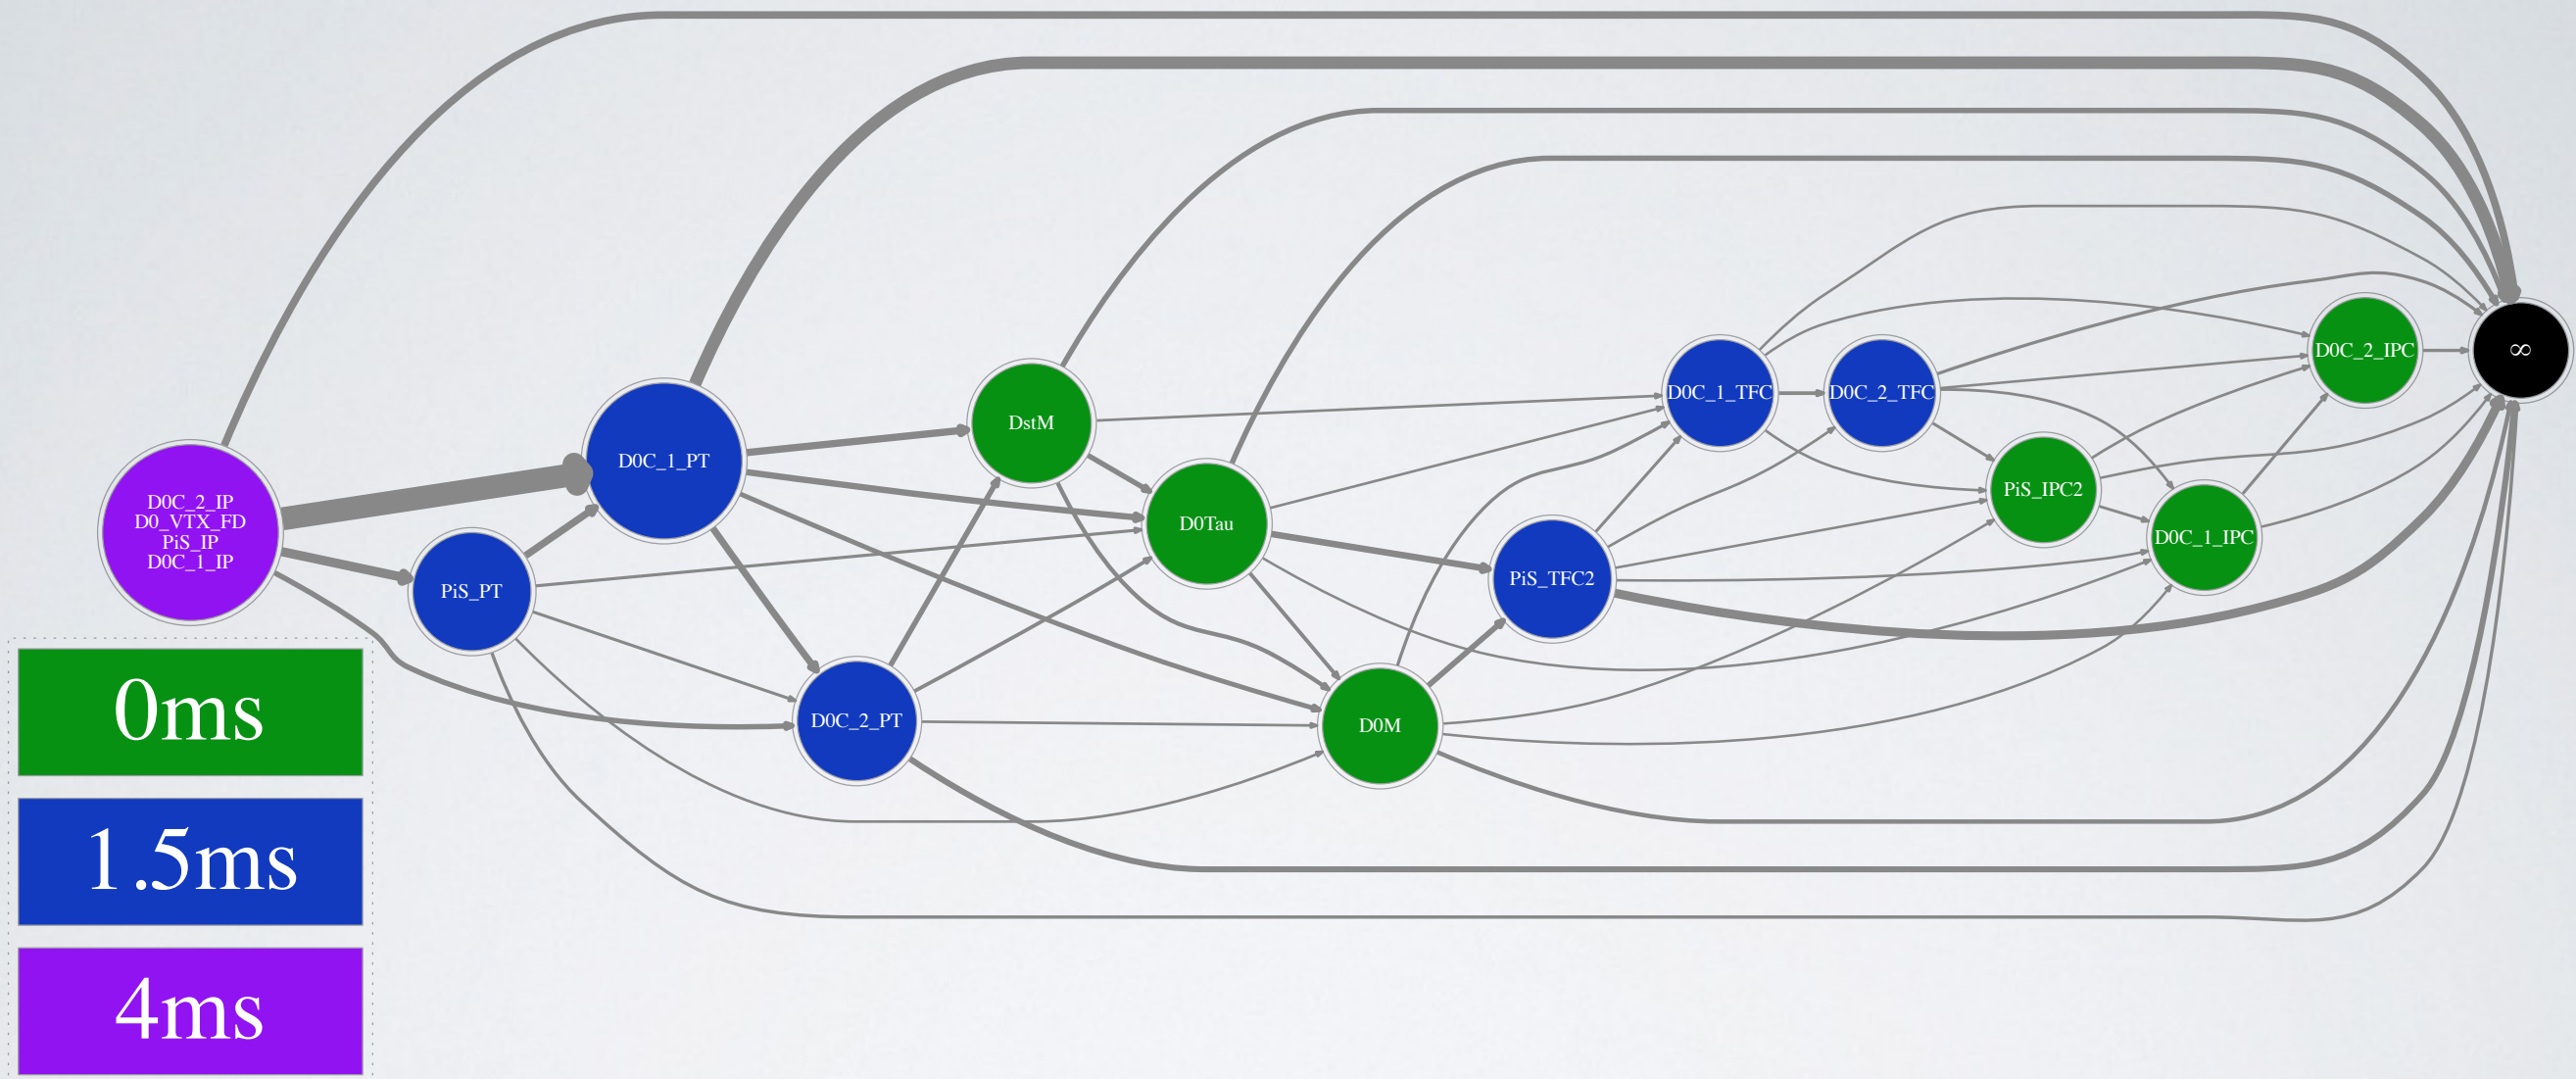 D0C_2_IP
D0_VTX_FD
PiS_IP
D0C_1_IP
PiS_PT
D0C_1_PT
D0C_2_PT
DstM
D0Tau
D0M
PiS_TFC2
D0C_1_TFC
D0C_2_TFC
PiS_IPC2
D0C_1_IPC
D0C_2_IPC
∞
0ms
1.5ms
4ms